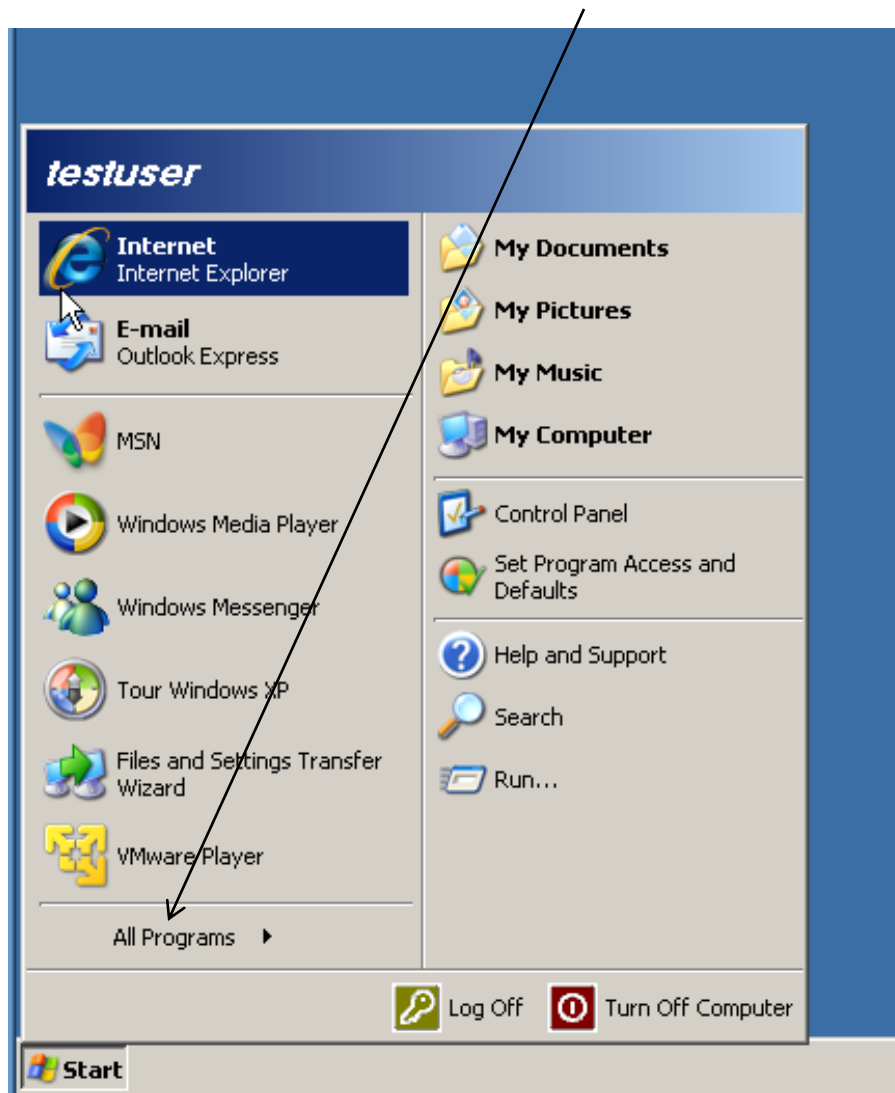 testuser
Internet
Internet Explorer
E-mail
Outlook Express
MSN
Windows Media Player
Windows Messenger
Tour Windows XP
Files and Settings Transfer
Wizard
VMware Player
All Programs
My Documents
My Pictures
My Music
My Computer
Control Panel
Set Program Access and
Defaults
Help and Support
Search
Run...
Log Off
Turn Off Computer
Start